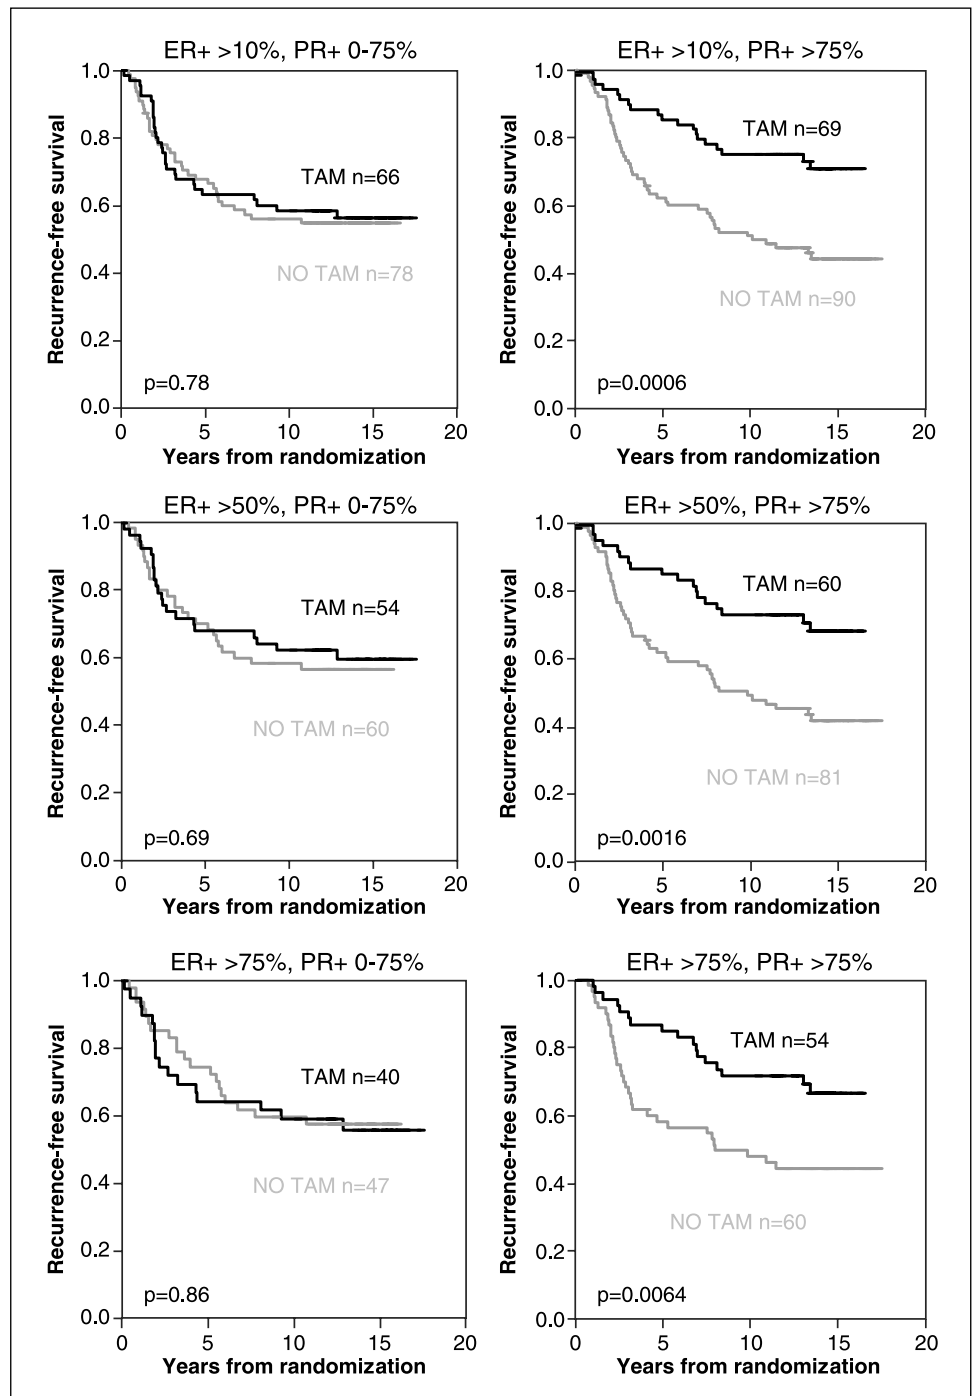 ER+ >10%, PR+ 0-75%
Recurrence-free survival
1.0
0.8
0.6
0.4
0.2
0.0
TAM n=66
NO TAM n=78
p=0.78
0 5 10 15 20
Years from randomization
ER+ >10%, PR+ >75%
Recurrence-free survival
1.0
0.8
0.6
0.4
0.2
0.0
TAM n=69
NO TAM n=90
p=0.0006
0 5 10 15 20
Years from randomization
ER+ >50%, PR+ 0-75%
Recurrence-free survival
1.0
0.8
0.6
0.4
0.2
0.0
TAM n=54
NO TAM n=60
p=0.69
0 5 10 15 20
Years from randomization
ER+ >50%, PR+ >75%
Recurrence-free survival
1.0
0.8
0.6
0.4
0.2
0.0
TAM n=60
NO TAM n=81
p=0.0016
0 5 10 15 20
Years from randomization
ER+ >75%, PR+ 0-75%
Recurrence-free survival
1.0
0.8
0.6
0.4
0.2
0.0
TAM n=40
NO TAM n=47
p=0.86
0 5 10 15 20
Years from randomization
ER+ >75%, PR+ >75%
Recurrence-free survival
1.0
0.8
0.6
0.4
0.2
0.0
TAM n=54
NO TAM n=60
p=0.0064
0 5 10 15 20
Years from randomization